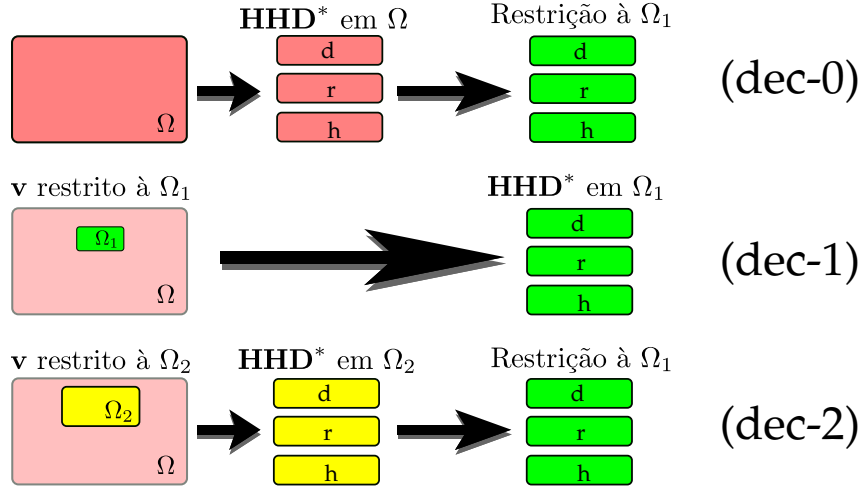 HHD* em Ω
Restrição à Ω₁
Ω
d
r
h
d
r
h
(dec-0)
v restrito à Ω₁
HHD* em Ω₁
Ω₁
Ω
d
r
h
(dec-1)
v restrito à Ω₂
HHD* em Ω₂
Restrição à Ω₁
Ω₂
Ω
d
r
h
d
r
h
(dec-2)